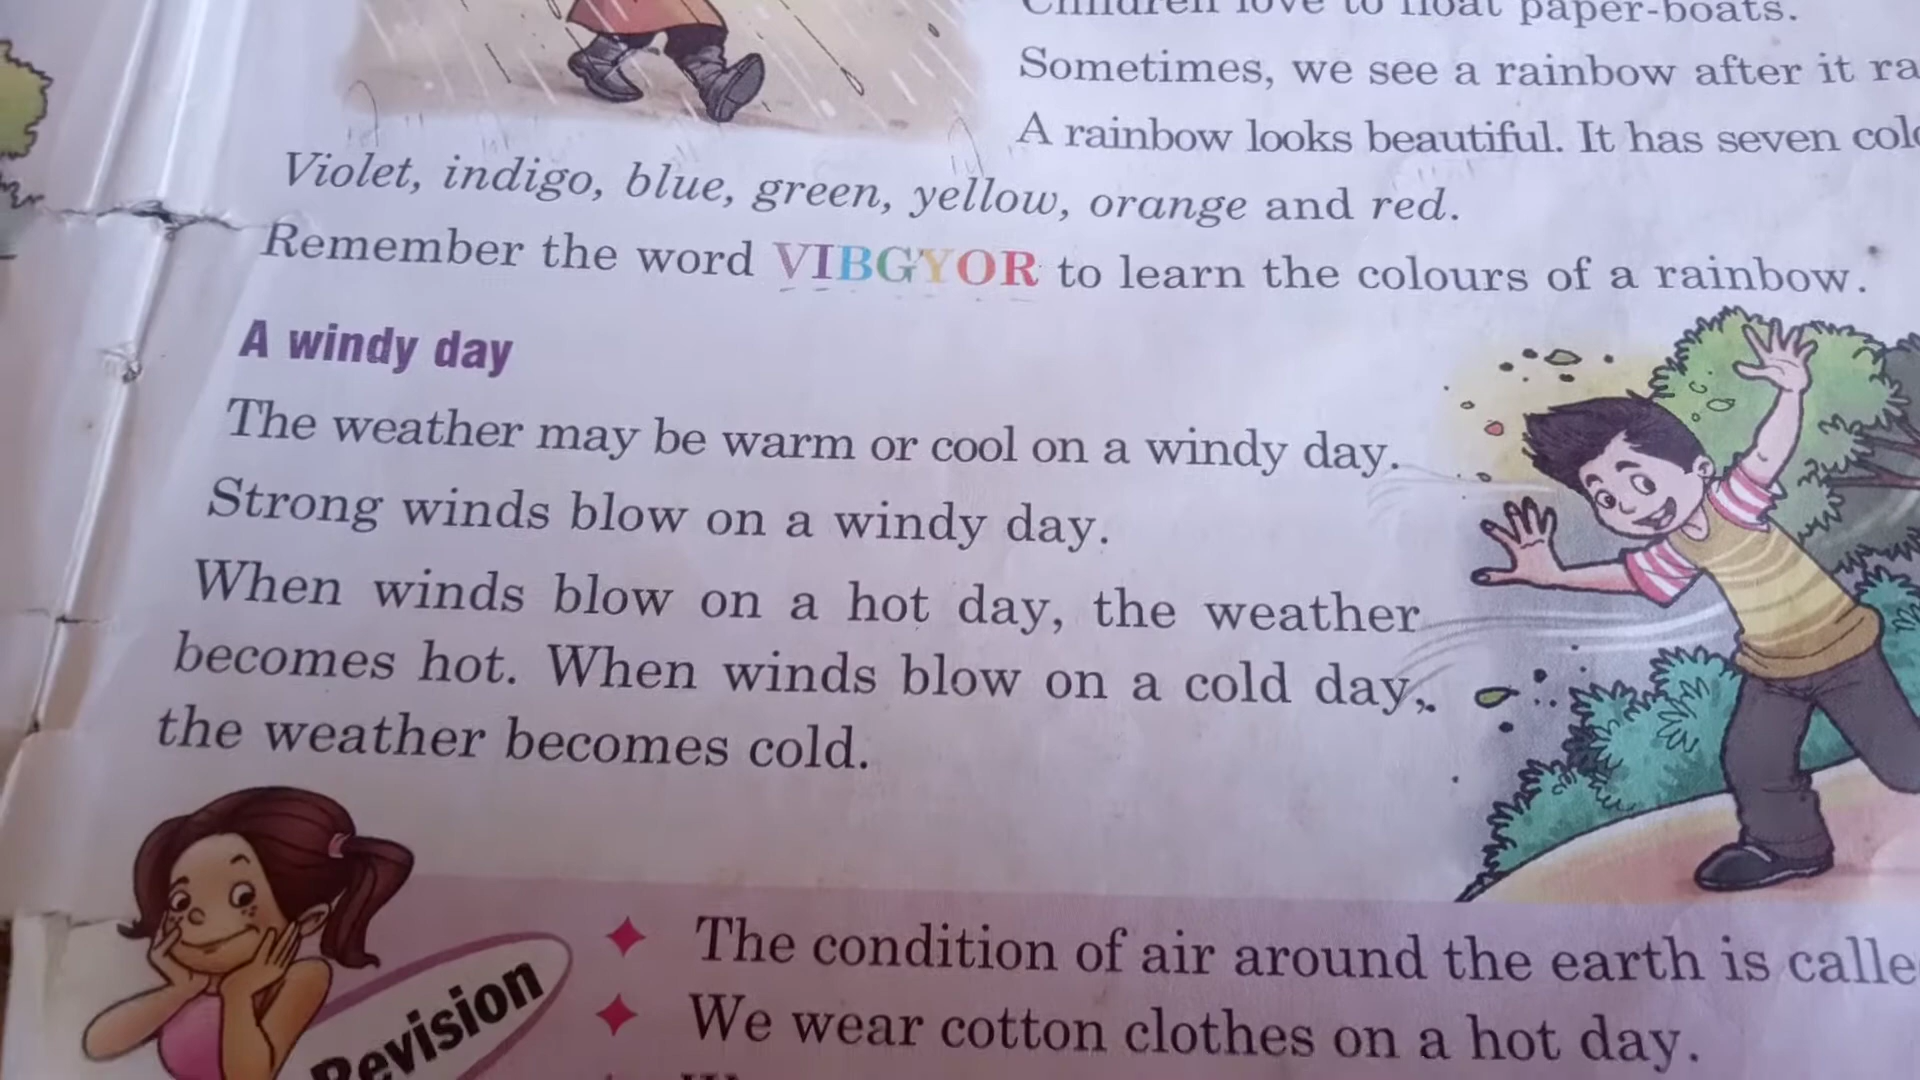 Children love to float paper-boats.
Sometimes, we see a rainbow after it
A rainbow looks beautiful. It has seven
Violet, indigo, blue, green, yellow, orange and red.
Remember the word VIBGYOR to learn the colours of a rainbow.
A windy day
The weather may be warm or cool on a windy day.
Strong winds blow on a windy day.
When winds blow on a hot day, the weather
becomes hot. When winds blow on a cold day,
the weather becomes cold.
Revision
The condition of air around the earth is
We wear cotton clothes on a hot day.